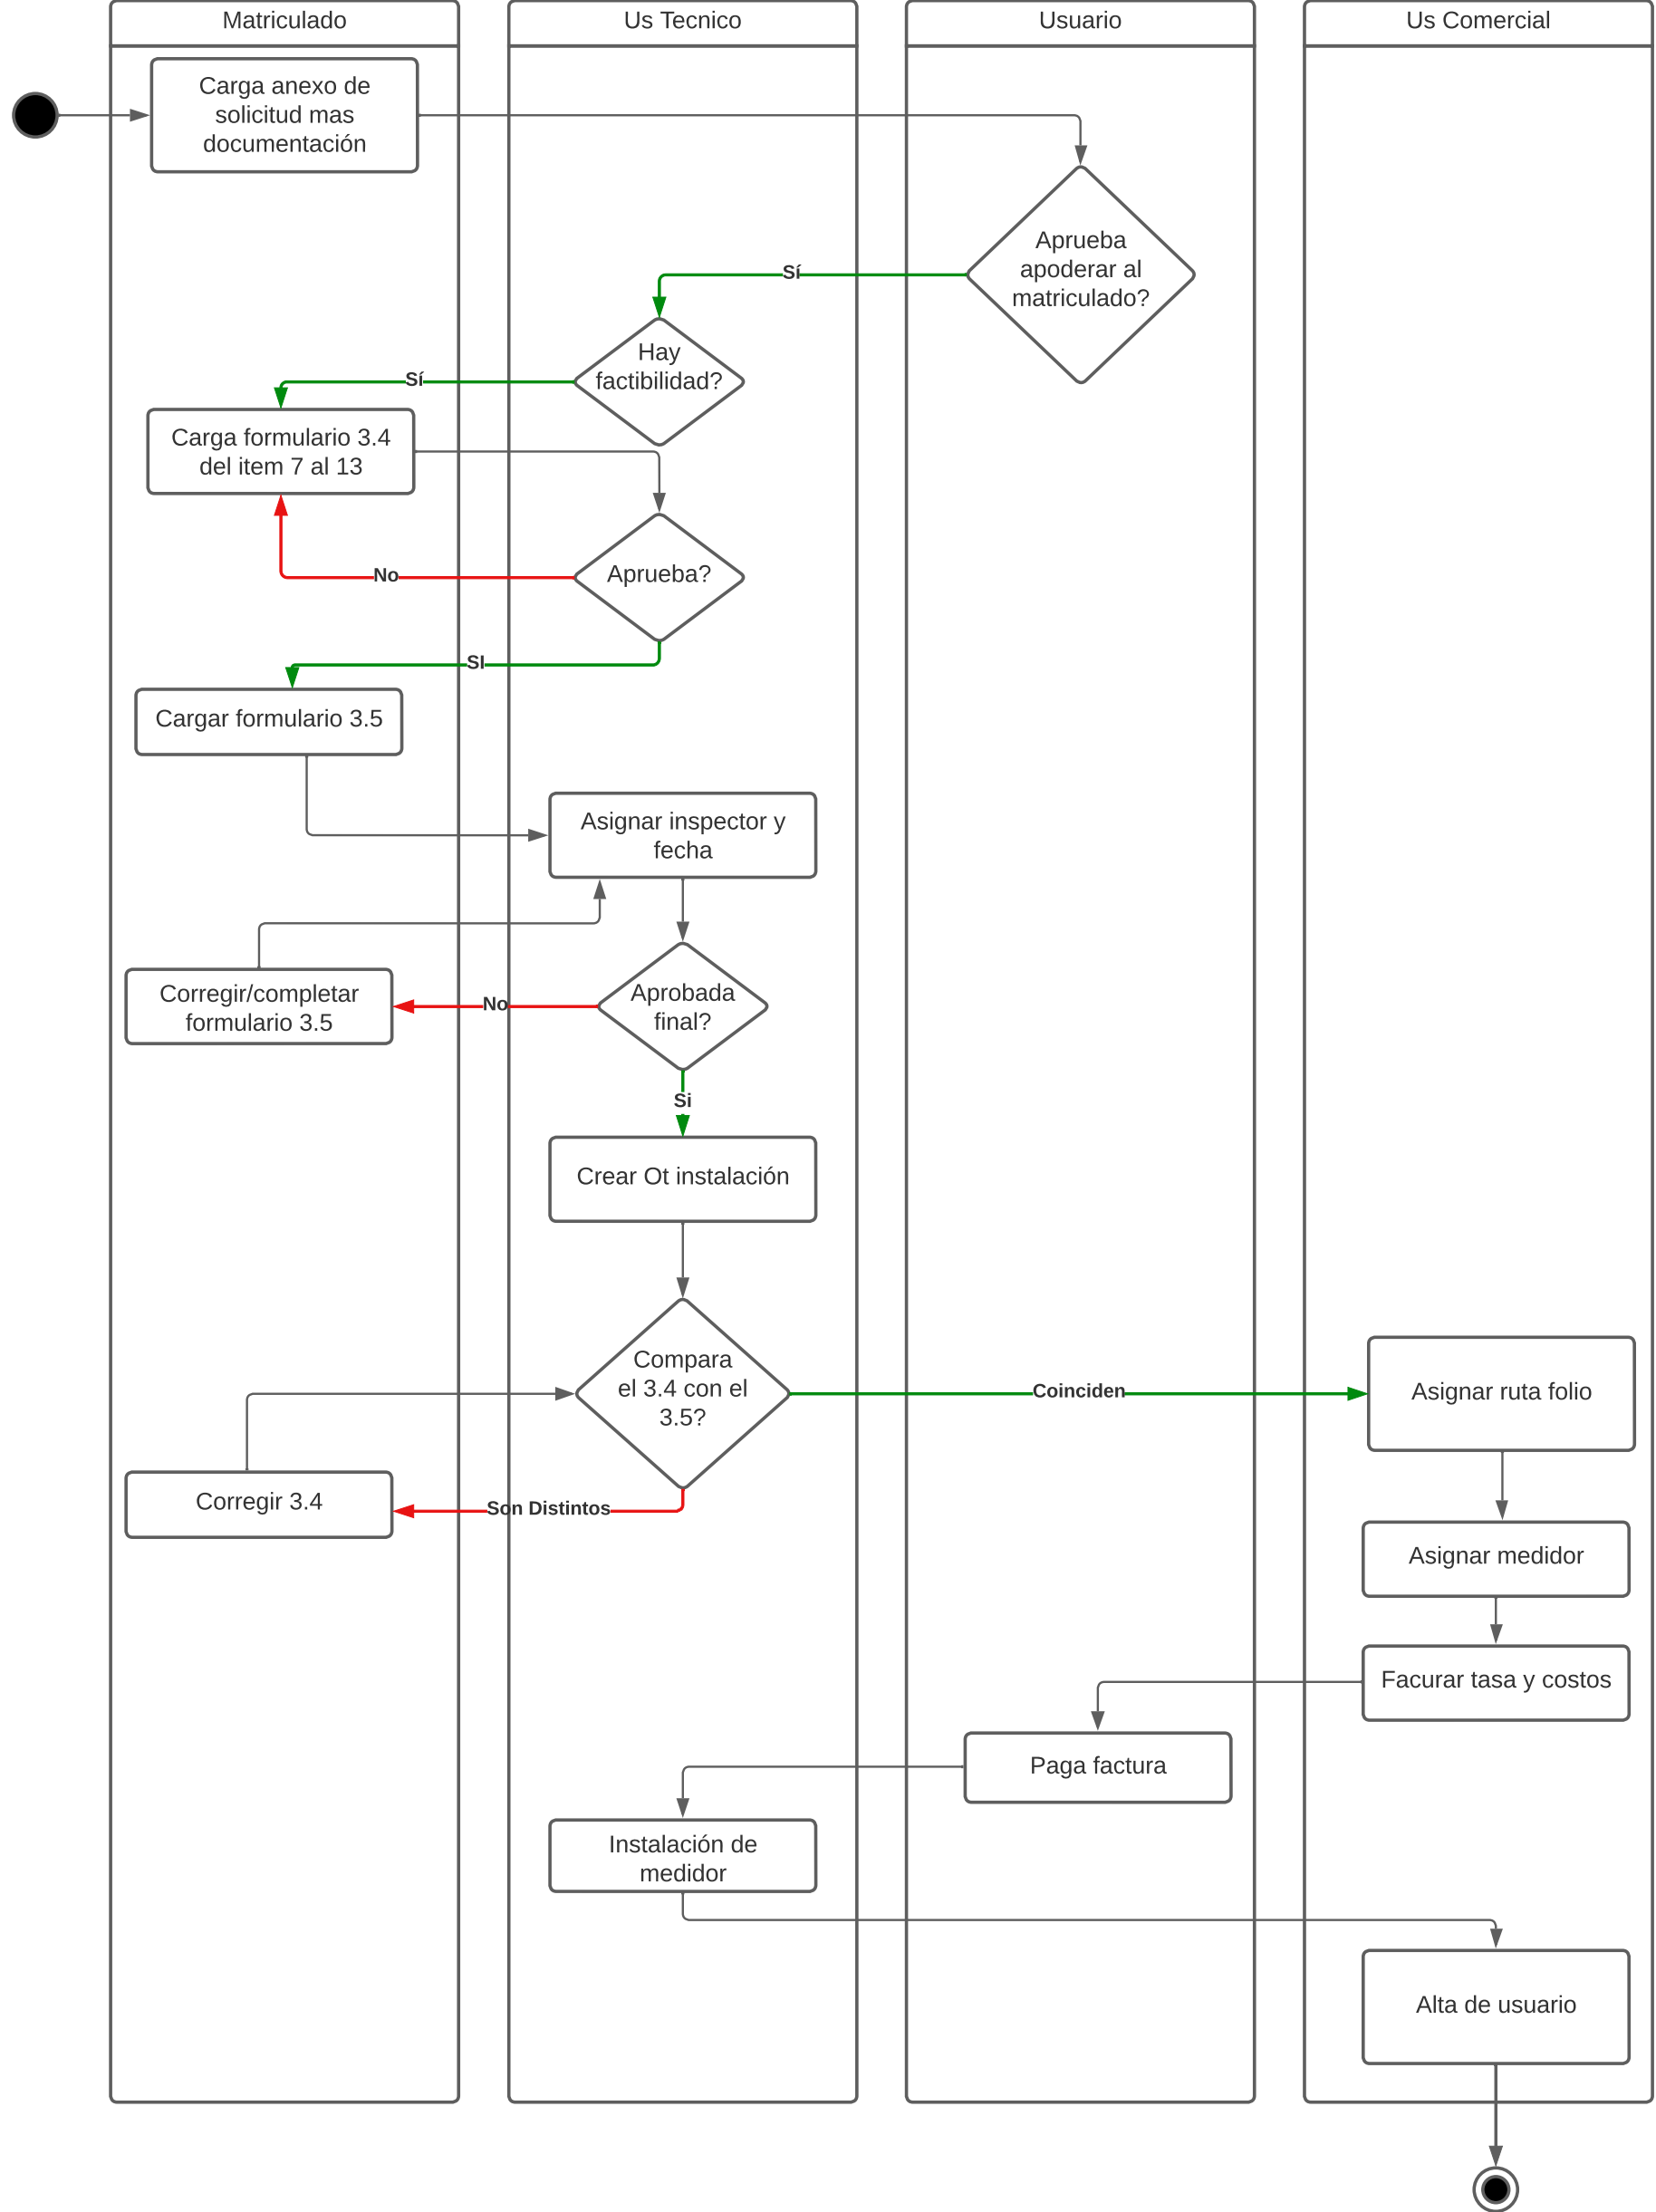 Matriculado
Us Tecnico
Usuario
Us Comercial
Carga anexo de
solicitud mas
documentación
Aprueba
apoderar al
matriculado?
Sí
Hay
factibilidad?
Sí
Carga formulario 3.4
del item 7 al 13
Aprueba?
No
SI
Cargar formulario 3.5
Asignar inspector y
fecha
Corregir/completar
formulario 3.5
No
Aprobada
final?
Si
Crear Ot instalación
Compara
el 3.4 con el
3.5?
Coinciden
Asignar ruta folio
Corregir 3.4
Son Distintos
Asignar medidor
Facurar tasa y costos
Paga factura
Instalación de
medidor
Alta de usuario